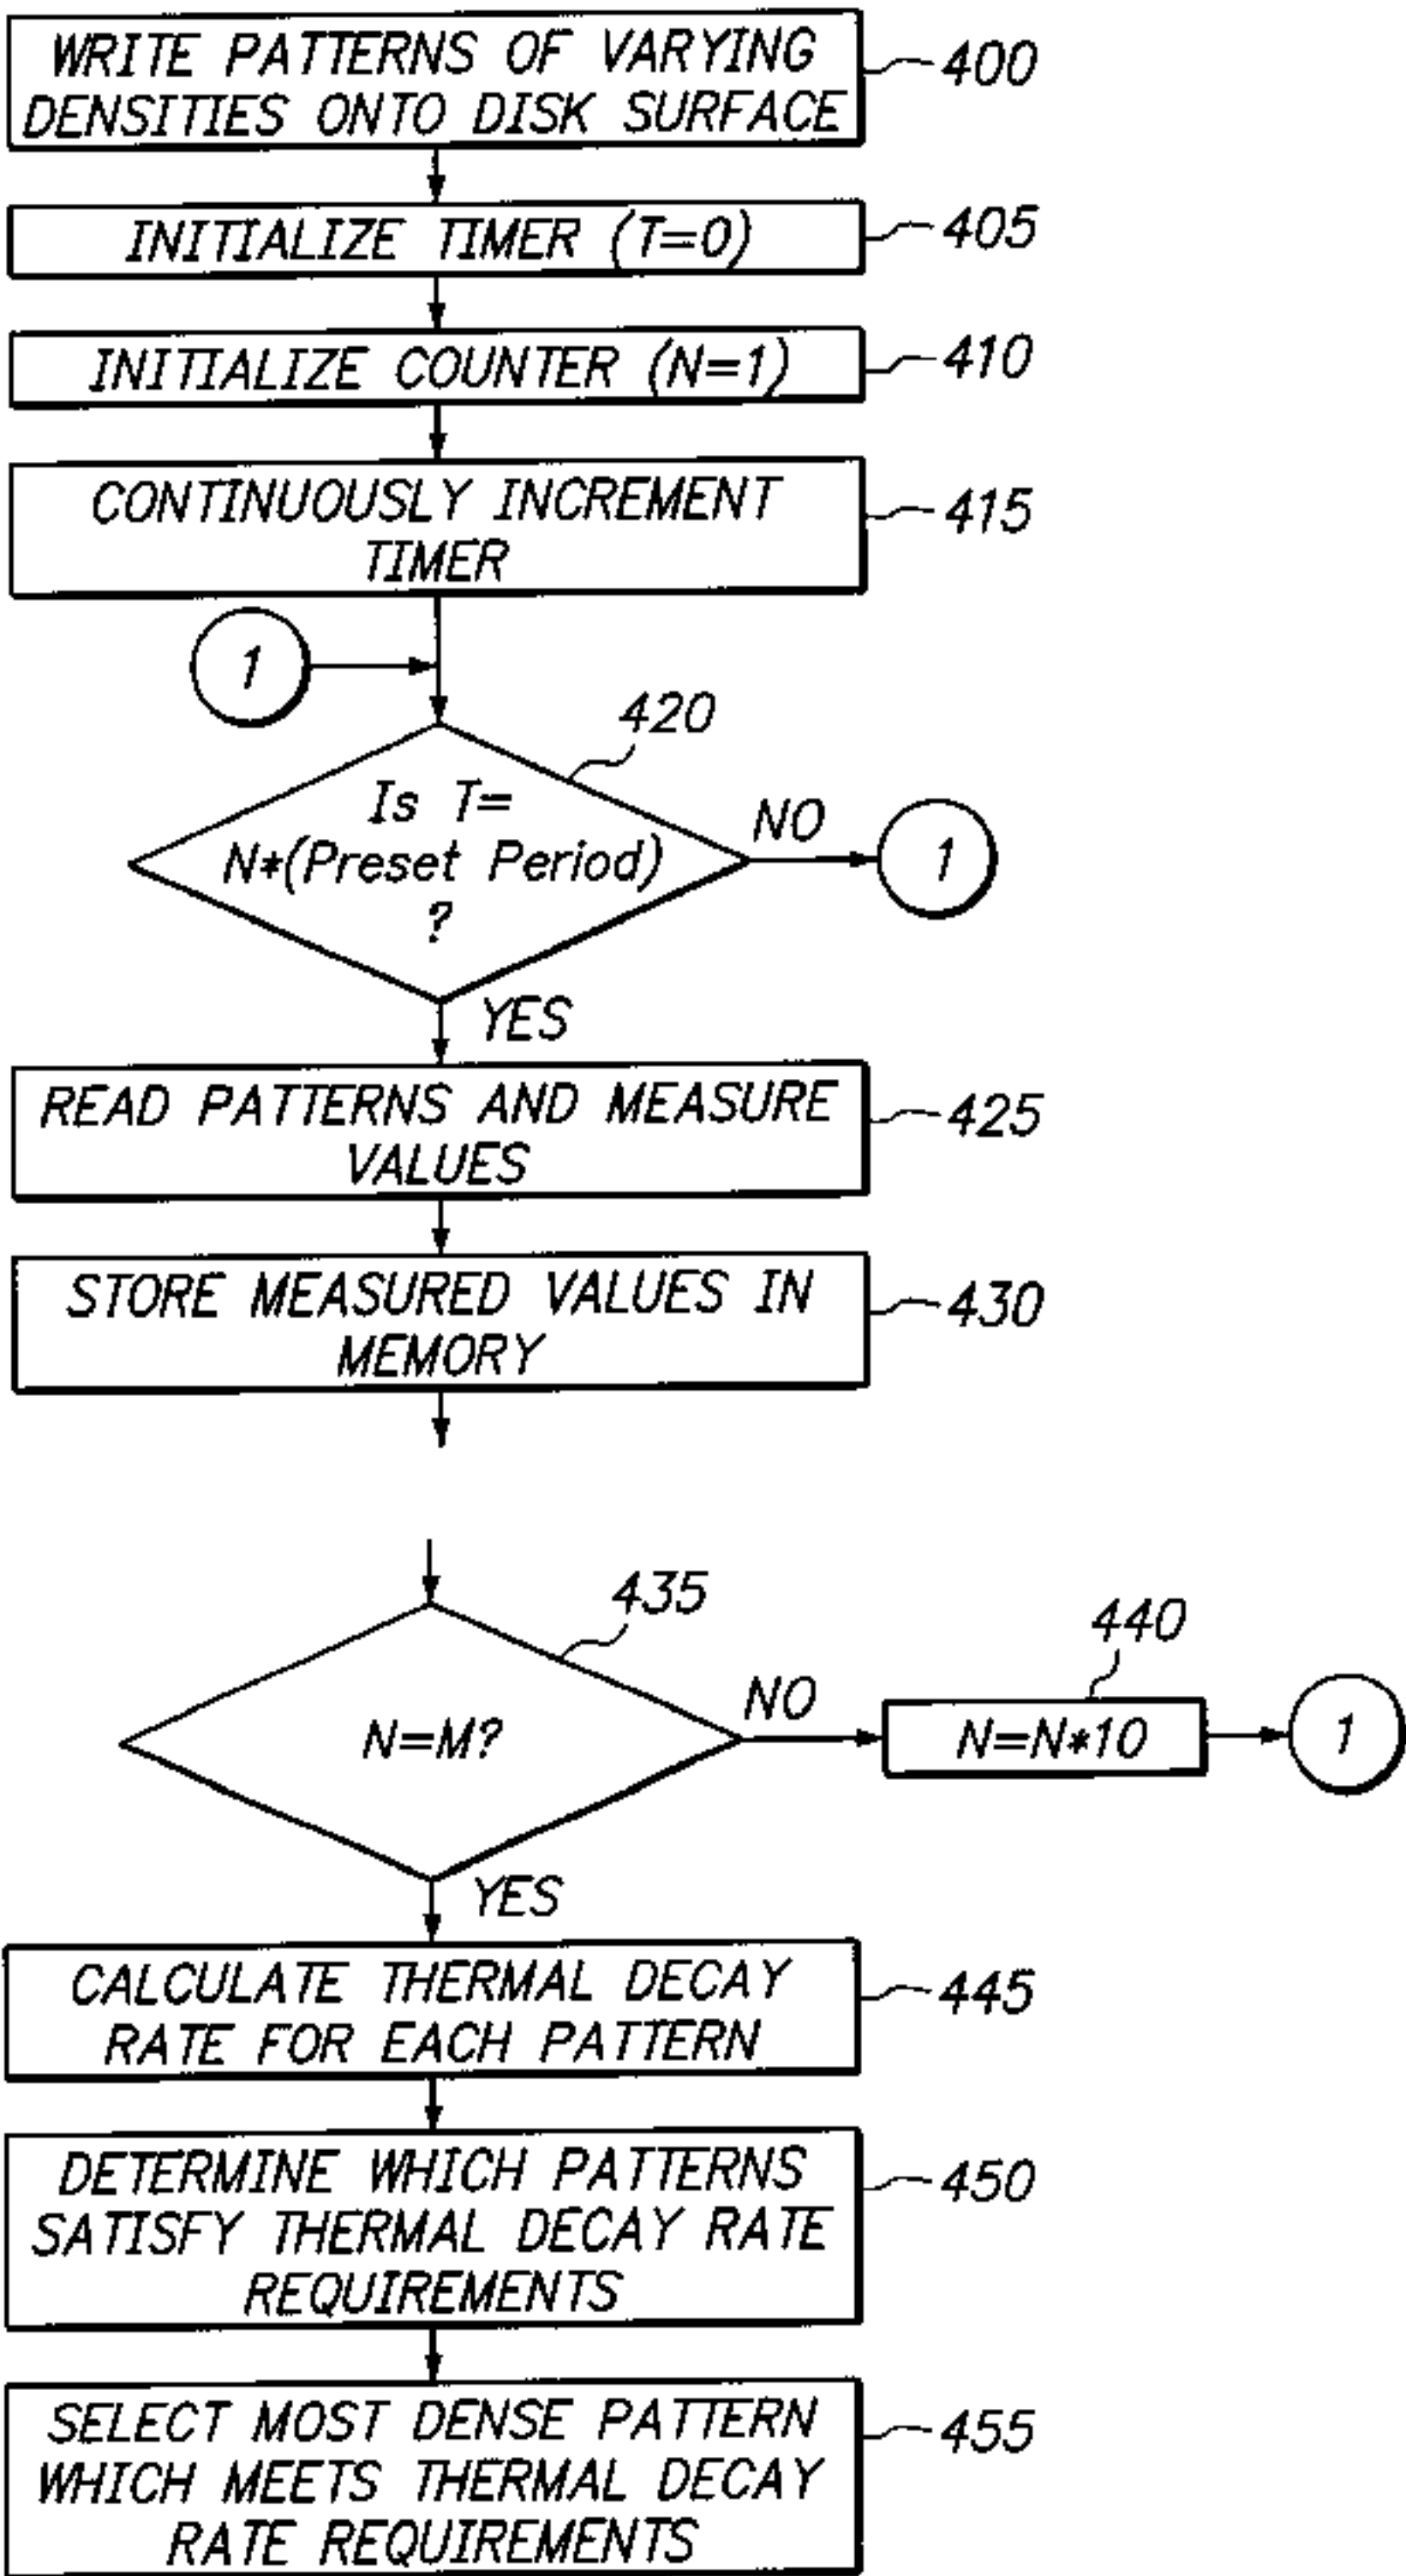 WRITE PATTERNS OF VARYING
DENSITIES ONTO DISK SURFACE
400
INITIALIZE TIMER (T=0)
405
INITIALIZE COUNTER (N=1)
410
CONTINUOUSLY INCREMENT
TIMER
415
1
420
Is T=
N*(Preset Period)
?
NO
1
YES
READ PATTERNS AND MEASURE
VALUES
425
STORE MEASURED VALUES IN
MEMORY
430
435
N=M?
NO
440
N=N*10
1
YES
CALCULATE THERMAL DECAY
RATE FOR EACH PATTERN
445
DETERMINE WHICH PATTERNS
SATISFY THERMAL DECAY RATE
REQUIREMENTS
450
SELECT MOST DENSE PATTERN
WHICH MEETS THERMAL DECAY
RATE REQUIREMENTS
455